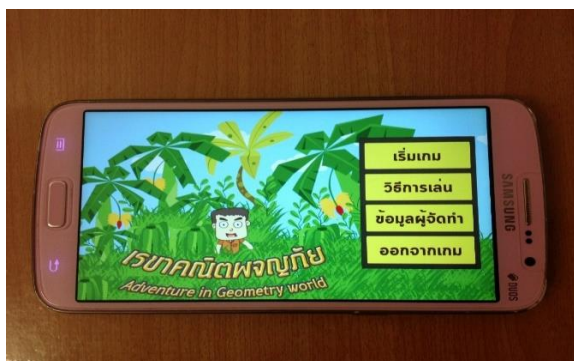 เริ่มเกม
วิธีการเล่น
ข้อมูลผู้จัดทำ
ออกจากเกม
เรขาคณิตผจญภัย
Adventure in Geometry world
SAMSUNG
DUOS